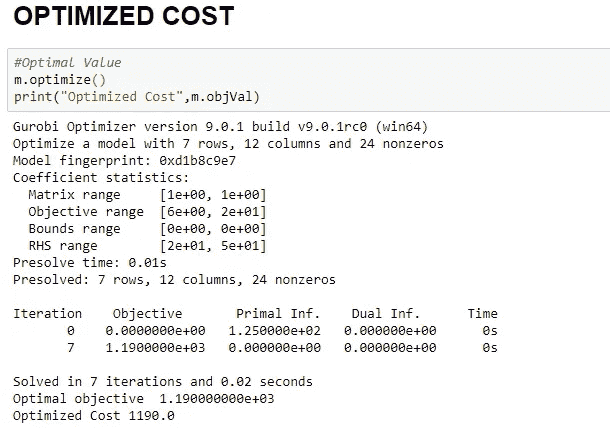 OPTIMIZED COST
#Optimal Value
m.optimize()
print("Optimized Cost",m.objVal)
Gurobi Optimizer version 9.0.1 build v9.0.1rc0 (win64)
Optimize a model with 7 rows, 12 columns and 24 nonzeros
Model fingerprint: 0xd1b8c9e7
Coefficient statistics:
  Matrix range     [1e+00, 1e+00]
  Objective range  [6e+00, 2e+01]
  Bounds range     [0e+00, 0e+00]
  RHS range        [2e+01, 5e+01]
Presolve time: 0.01s
Presolved: 7 rows, 12 columns, 24 nonzeros
Iteration    Objective       Primal Inf.    Dual Inf.      Time
       0    0.0000000e+00   1.250000e+02   0.000000e+00      0s
       7    1.1900000e+03   0.000000e+00   0.000000e+00      0s
Solved in 7 iterations and 0.02 seconds
Optimal objective  1.190000000e+03
Optimized Cost 1190.0